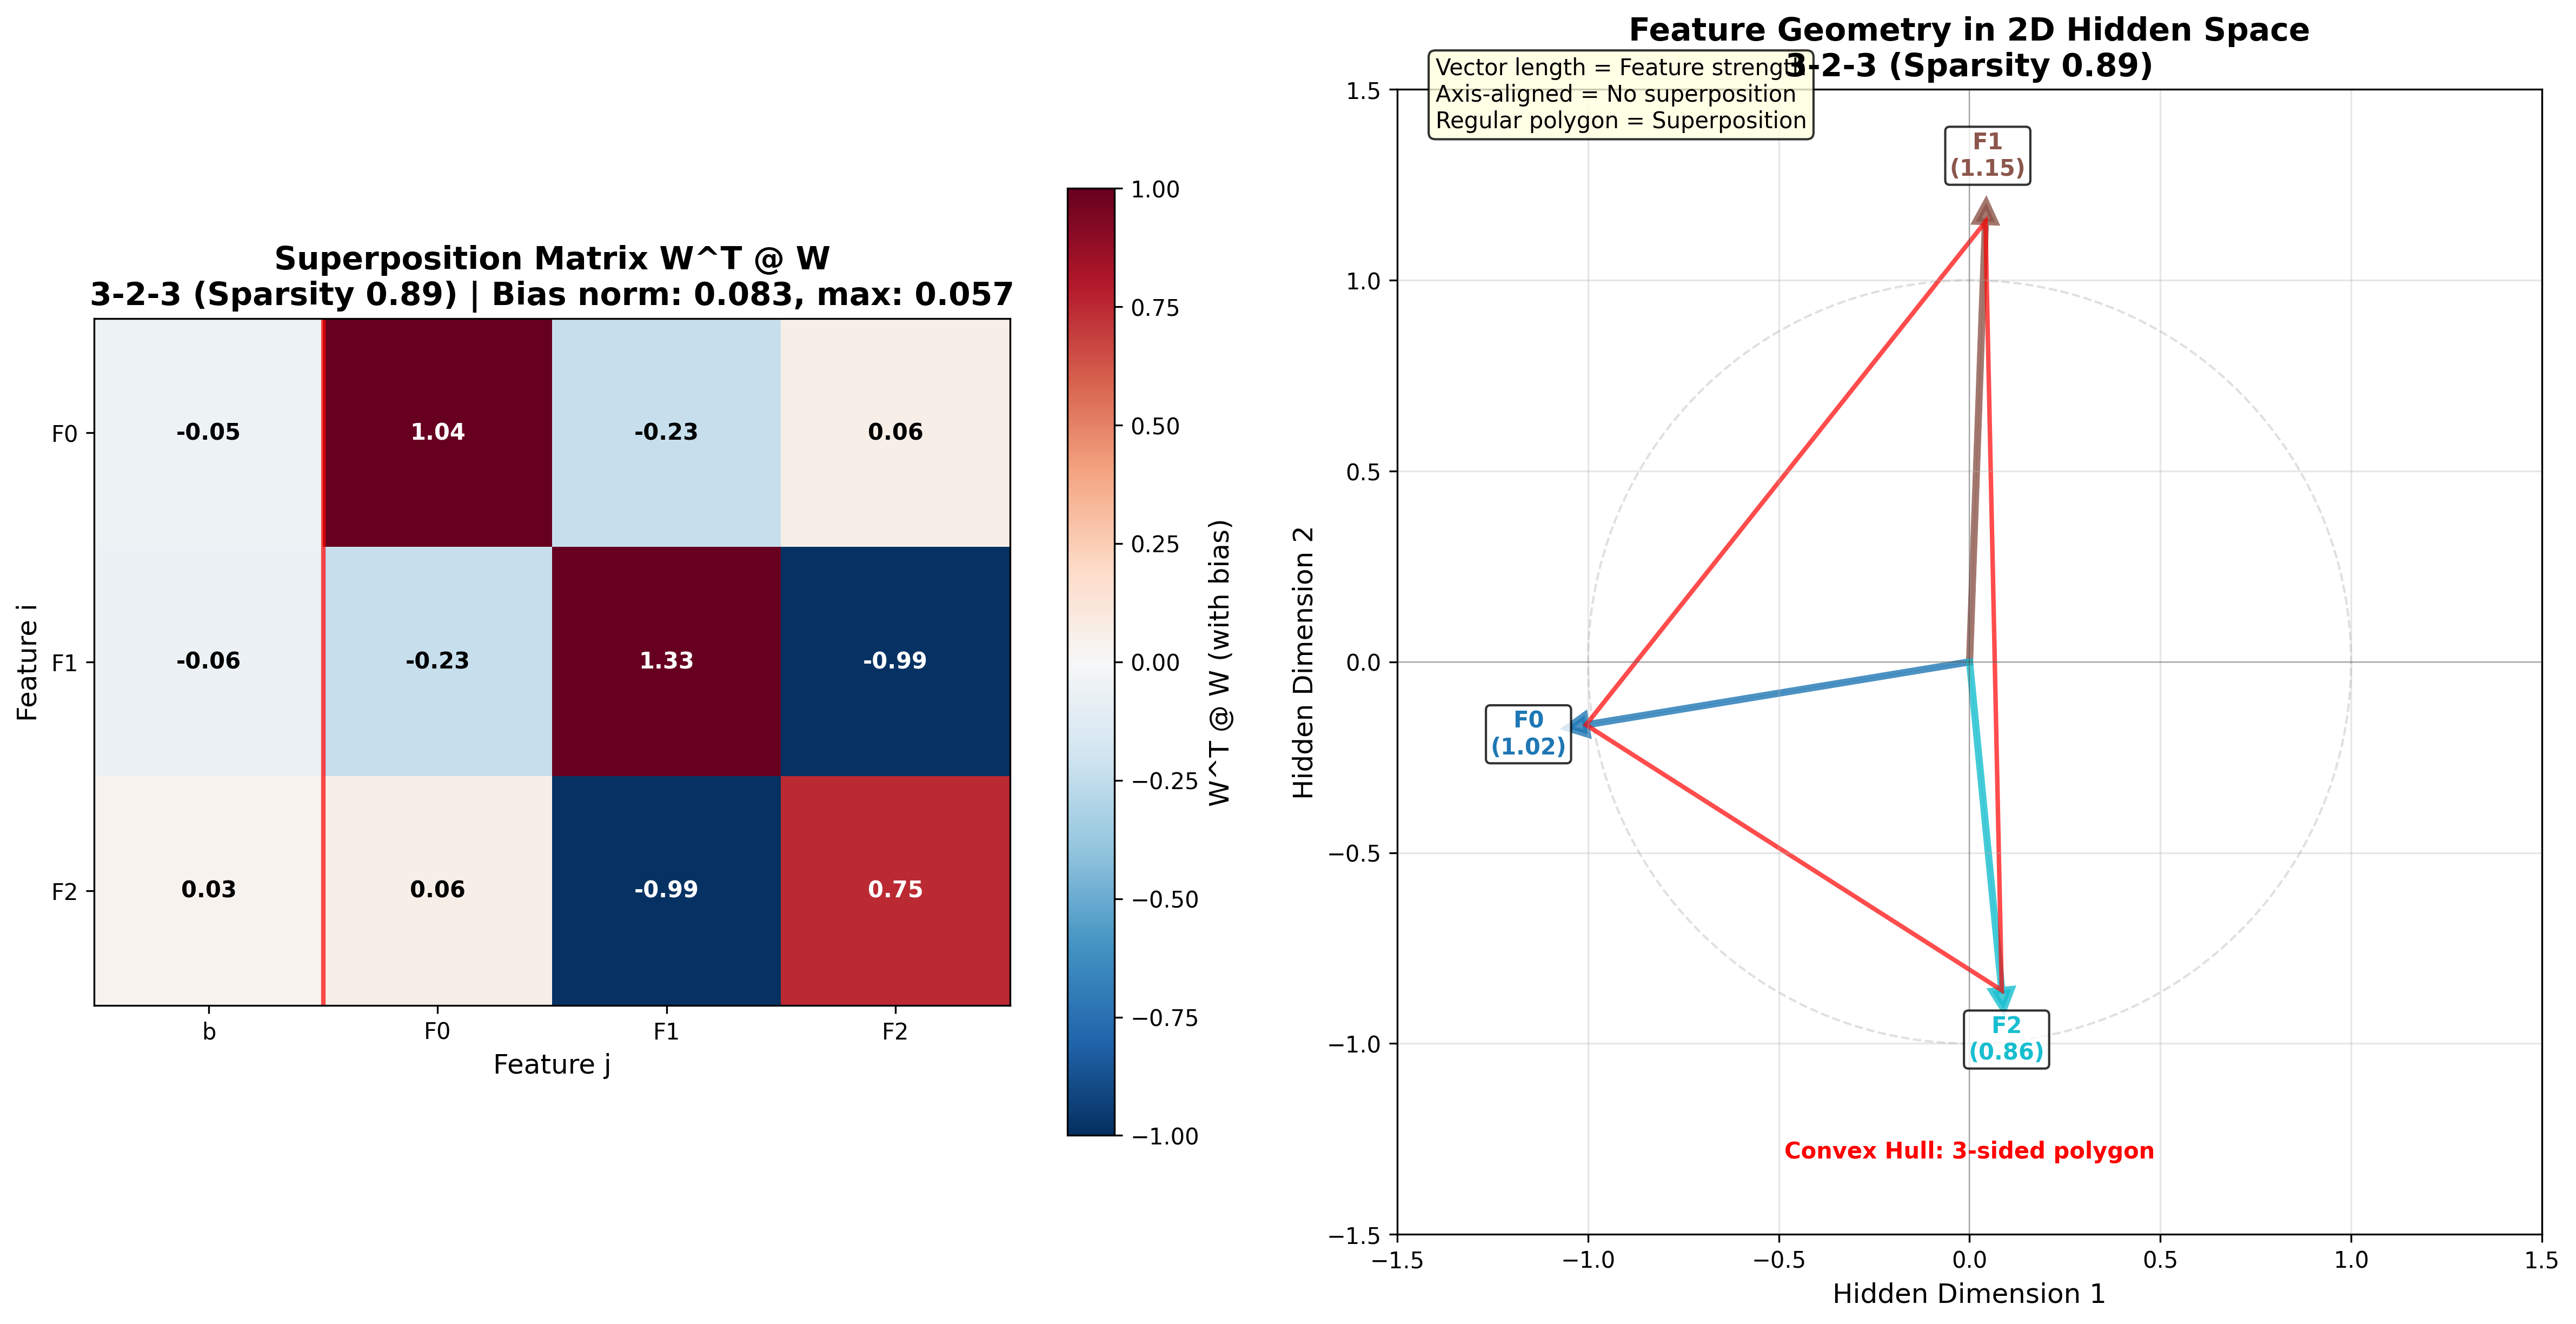 Superposition Matrix W^T @ W
3-2-3 (Sparsity 0.89) | Bias norm: 0.083, max: 0.057
Feature i
F0
F1
F2
-0.05
1.04
-0.23
0.06
-0.06
-0.23
1.33
-0.99
0.03
0.06
-0.99
0.75
b
F0
F1
F2
Feature j
1.00
0.75
0.50
0.25
0.00
−0.25
−0.50
−0.75
−1.00
W^T @ W (with bias)
Feature Geometry in 2D Hidden Space
3-2-3 (Sparsity 0.89)
Vector length = Feature strength
Axis-aligned = No superposition
Regular polygon = Superposition
1.5
1.0
0.5
0.0
−0.5
−1.0
−1.5
Hidden Dimension 2
F1
(1.15)
F0
(1.02)
F2
(0.86)
Convex Hull: 3-sided polygon
−1.5
−1.0
−0.5
0.0
0.5
1.0
1.5
Hidden Dimension 1